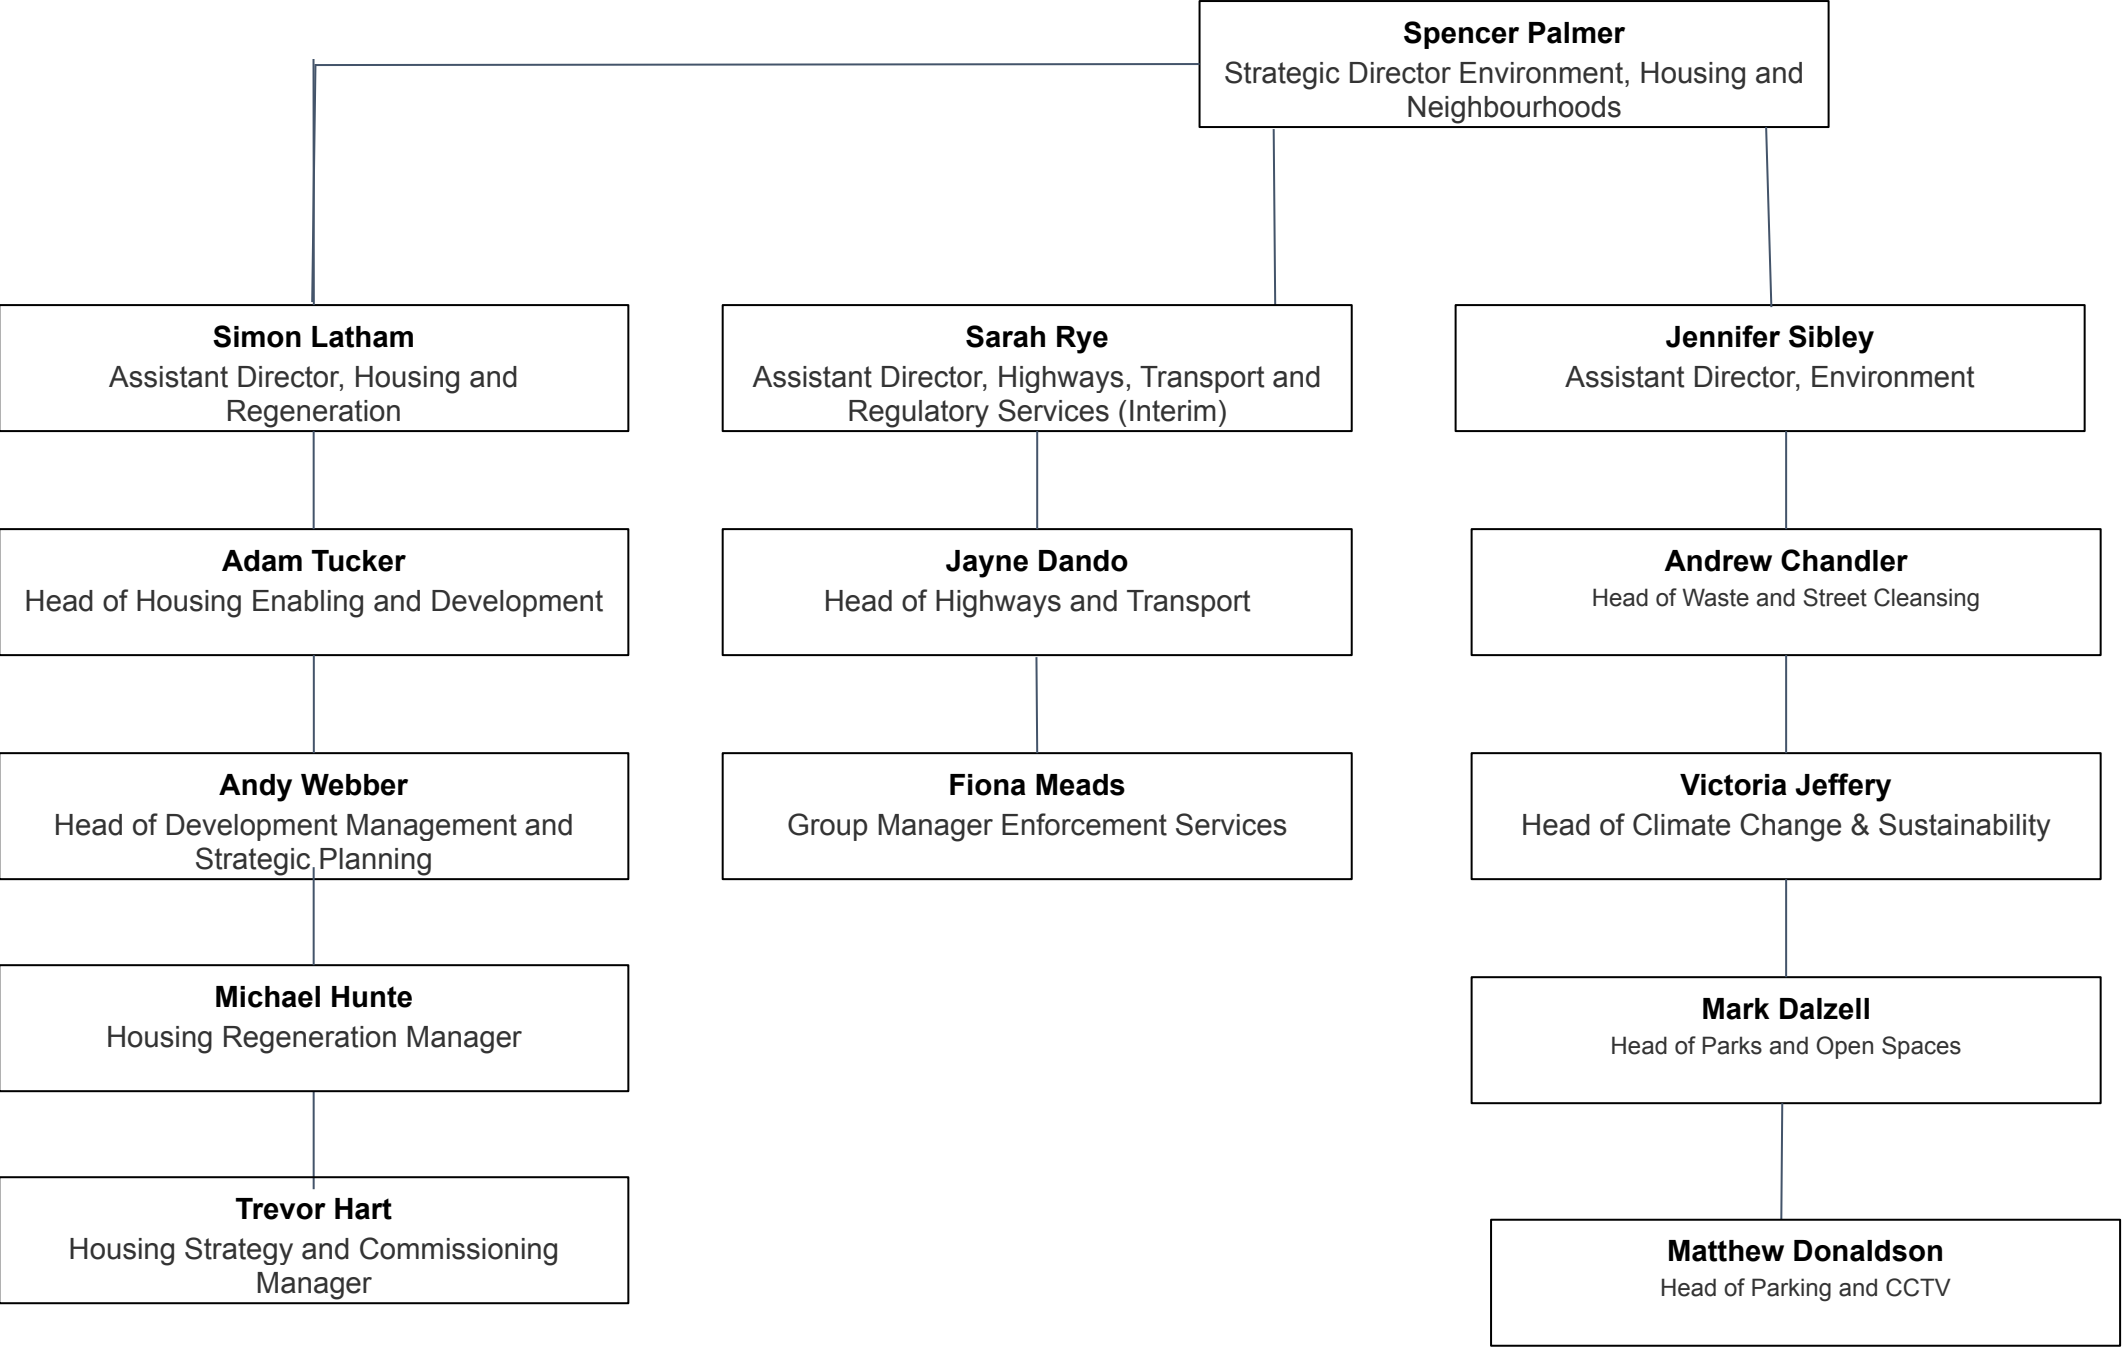 Spencer Palmer
Strategic Director Environment, Housing and
Neighbourhoods
Simon Latham
Assistant Director, Housing and
Regeneration
Sarah Rye
Assistant Director, Highways, Transport and
Regulatory Services (Interim)
Jennifer Sibley
Assistant Director, Environment
Adam Tucker
Head of Housing Enabling and Development
Jayne Dando
Head of Highways and Transport
Andrew Chandler
Head of Waste and Street Cleansing
Andy Webber
Head of Development Management and
Strategic Planning
Fiona Meads
Group Manager Enforcement Services
Victoria Jeffery
Head of Climate Change & Sustainability
Michael Hunte
Housing Regeneration Manager
Mark Dalzell
Head of Parks and Open Spaces
Trevor Hart
Housing Strategy and Commissioning
Manager
Matthew Donaldson
Head of Parking and CCTV